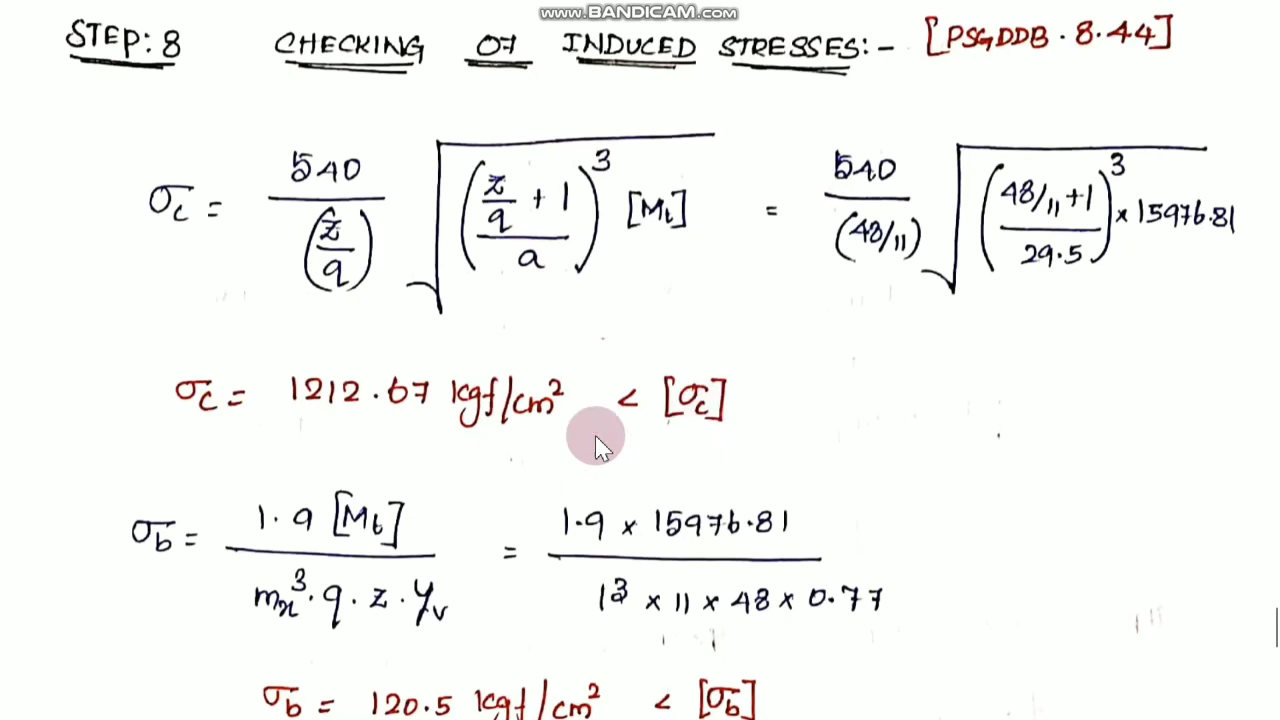 www.BANDICAM.com
STEP: 8 CHECKING OF INDUCED STRESSES:- [PSGDDB. 8.44]
σc = 540 / (z/q) √(((z/q + 1) / a)³ [Mt]) = 540 / (48/11) √(((48/11 + 1) / 29.5)³ × 15976.81)
σc = 1212.67 kgf/cm² < [σc]
σb = 1.9 [Mt] / mx³. q. z. yv = 1.9 × 15976.81 / 1³ × 11 × 48 × 0.77
σb = 120.5 kgf/cm² < [σb]